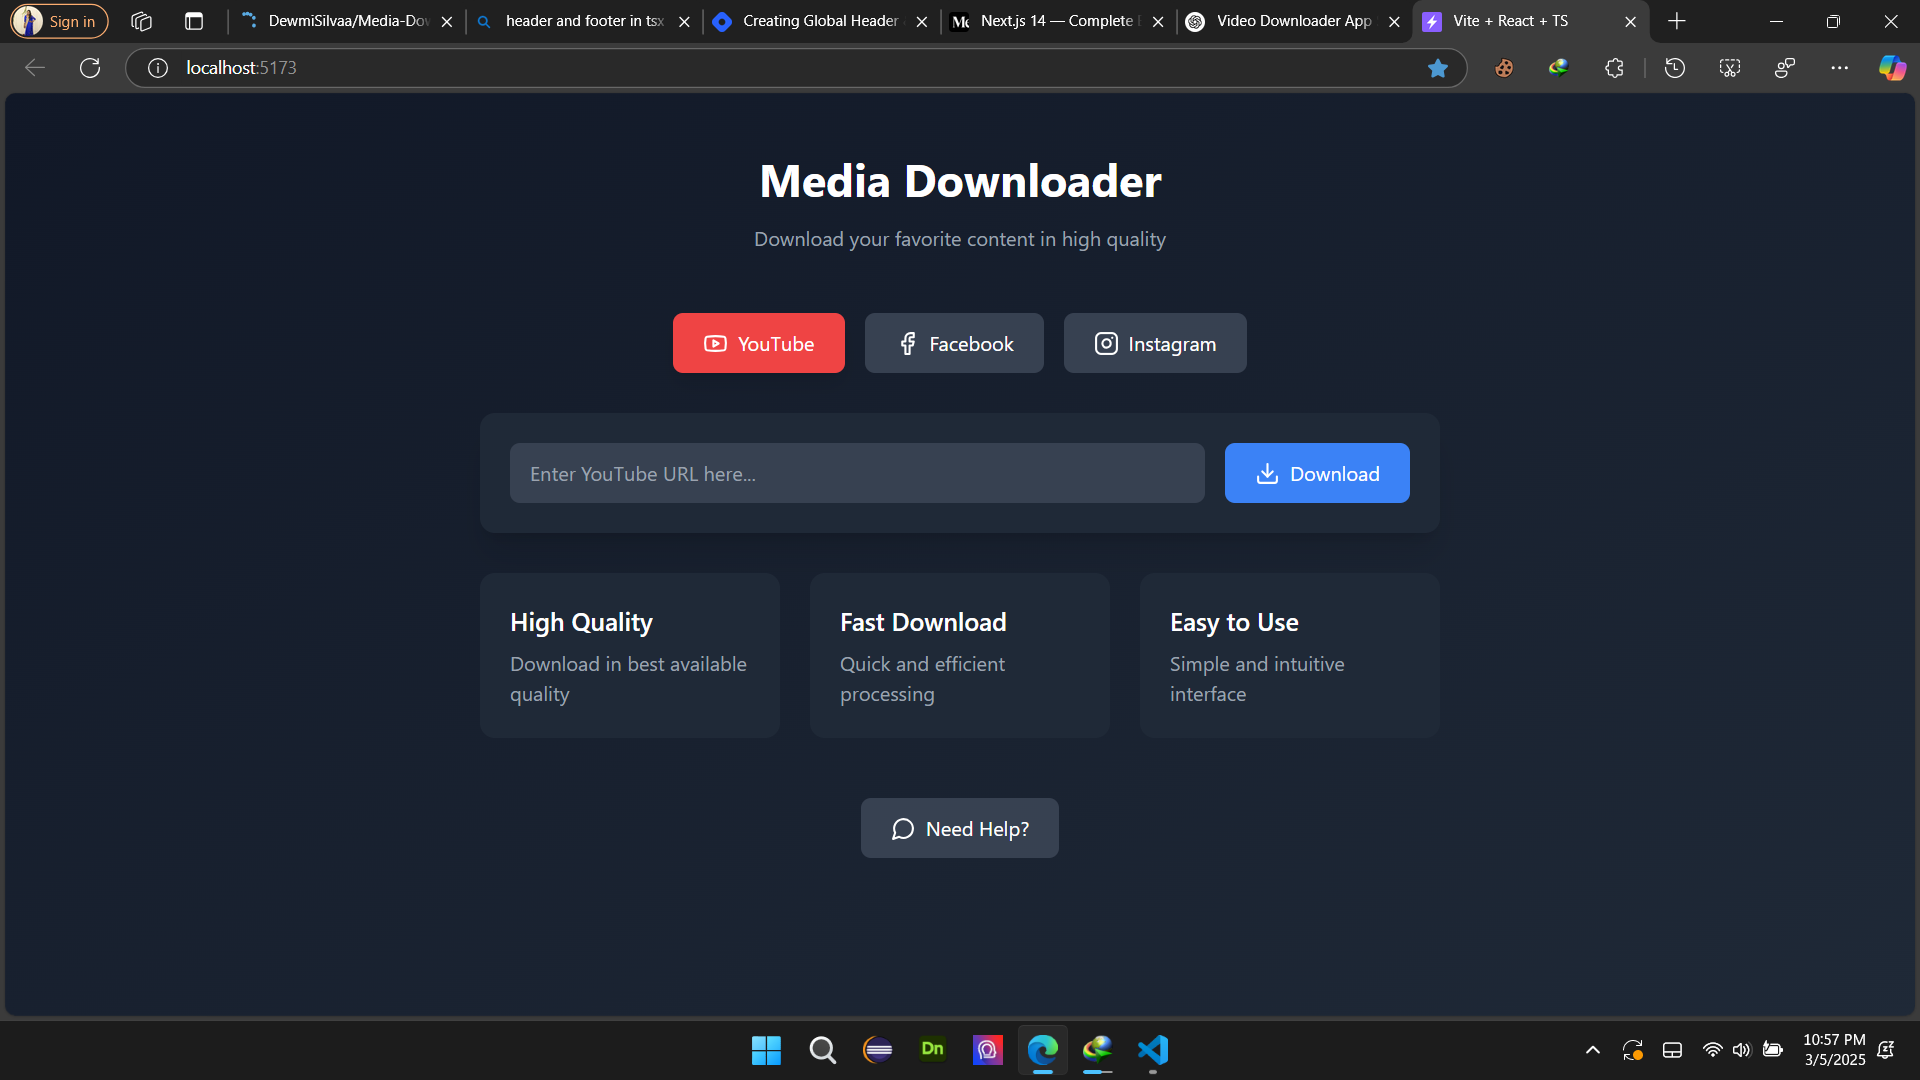 Sign in
DewmiSilvaa/Media-Dov
header and footer in tsx
Creating Global Header
Next.js 14 — Complete
Video Downloader App
Vite + React + TS
localhost:5173
Media Downloader
Download your favorite content in high quality
YouTube
Facebook
Instagram
Enter YouTube URL here...
Download
High Quality
Download in best available
quality
Fast Download
Quick and efficient
processing
Easy to Use
Simple and intuitive
interface
Need Help?
Dn
10:57 PM
3/5/2025